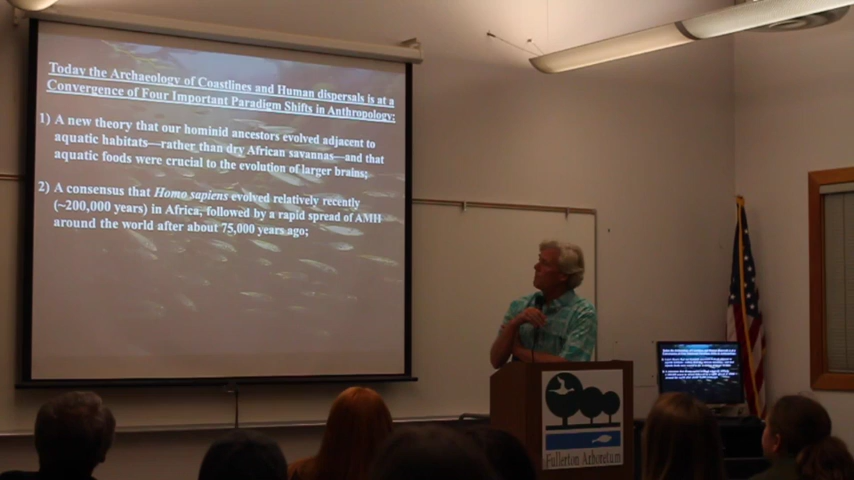 Today the Archaeology of Coastlines and Human dispersals is at a
Convergence of Four Important Paradigm Shifts in Anthropology:
1) A new theory that our hominid ancestors evolved adjacent to
aquatic habitats—rather than dry African savannas—and that
aquatic foods were crucial to the evolution of larger brains;
2) A consensus that Homo sapiens evolved relatively recently
(~200,000 years) in Africa, followed by a rapid spread of AMH
around the world after about 75,000 years ago;
Fullerton Arboretum